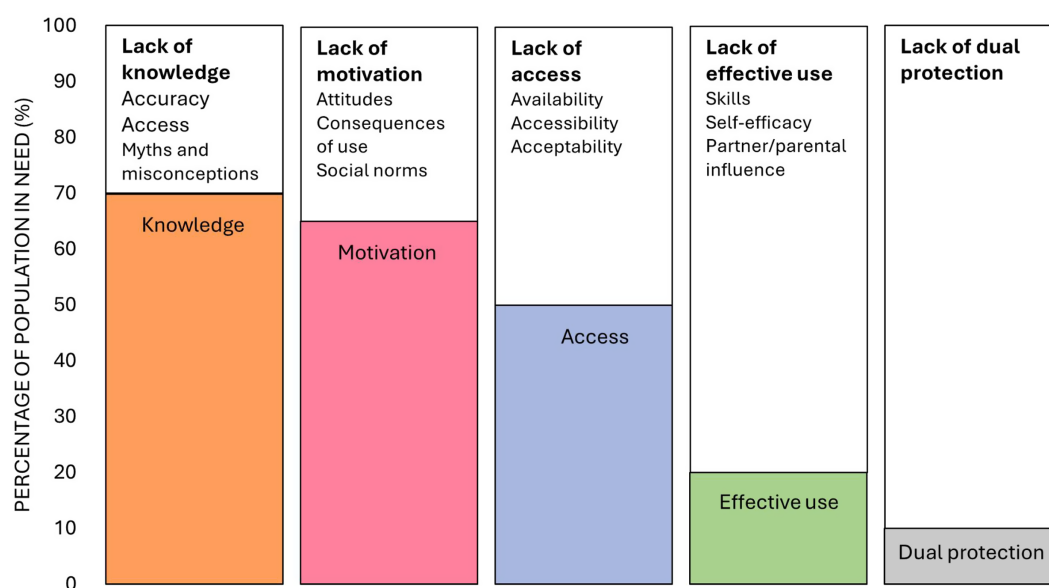 PERCENTAGE OF POPULATION IN NEED (%)
100
90
80
70
60
50
40
30
20
10
0
Lack of
knowledge
Accuracy
Access
Myths and
misconceptions
Knowledge
Lack of
motivation
Attitudes
Consequences
of use
Social norms
Motivation
Lack of
access
Availability
Accessibility
Acceptability
Access
Lack of
effective use
Skills
Self-efficacy
Partner/parental
influence
Effective use
Lack of dual
protection
Dual protection